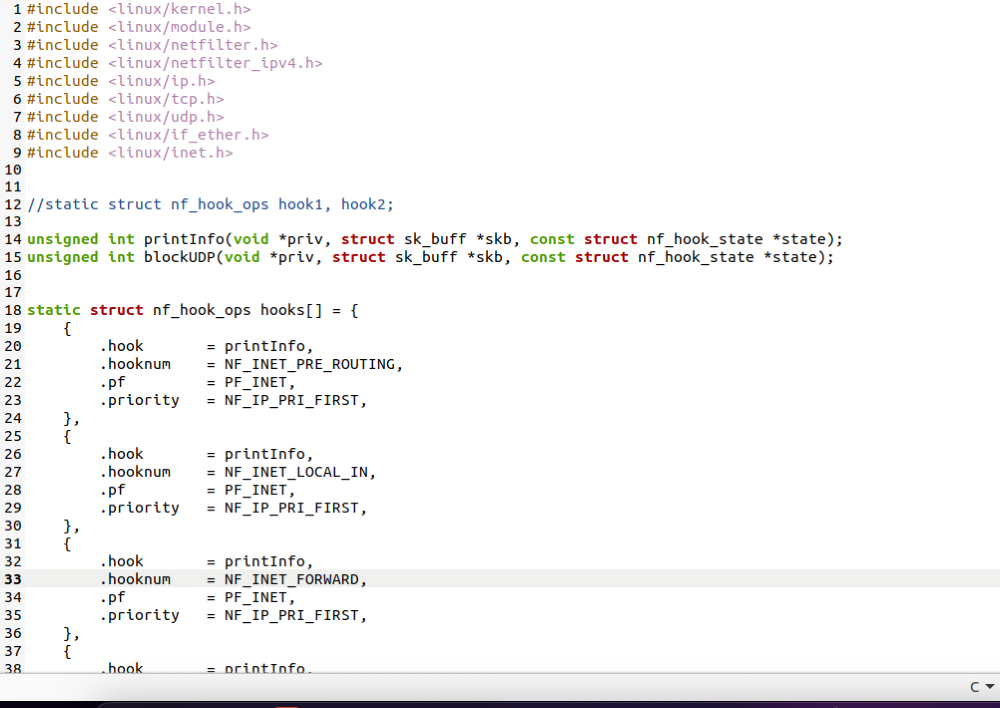 1 #include <linux/kernel.h>
2 #include <linux/module.h>
3 #include <linux/netfilter.h>
4 #include <linux/netfilter_ipv4.h>
5 #include <linux/ip.h>
6 #include <linux/tcp.h>
7 #include <linux/udp.h>
8 #include <linux/if_ether.h>
9 #include <linux/inet.h>
10
11
12 //static struct nf_hook_ops hook1, hook2;
13
14 unsigned int printInfo(void *priv, struct sk_buff *skb, const struct nf_hook_state *state);
15 unsigned int blockUDP(void *priv, struct sk_buff *skb, const struct nf_hook_state *state);
16
17
18 static struct nf_hook_ops hooks[] = {
19     {
20         .hook       = printInfo,
21         .hooknum    = NF_INET_PRE_ROUTING,
22         .pf         = PF_INET,
23         .priority   = NF_IP_PRI_FIRST,
24     },
25     {
26         .hook       = printInfo,
27         .hooknum    = NF_INET_LOCAL_IN,
28         .pf         = PF_INET,
29         .priority   = NF_IP_PRI_FIRST,
30     },
31     {
32         .hook       = printInfo,
33         .hooknum    = NF_INET_FORWARD,
34         .pf         = PF_INET,
35         .priority   = NF_IP_PRI_FIRST,
36     },
37     {
38         .hook       = printInfo,
C